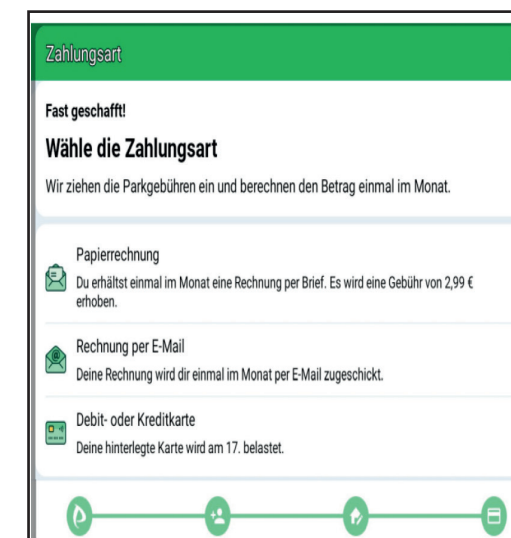 Zahlungsart
Fast geschafft!
Wähle die Zahlungsart
Wir ziehen die Parkgebühren ein und berechnen den Betrag einmal im Monat.
Papierrechnung
Du erhältst einmal im Monat eine Rechnung per Brief. Es wird eine Gebühr von 2,99 €
erhoben.
Rechnung per E-Mail
Deine Rechnung wird dir einmal im Monat per E-Mail zugeschickt.
Debit- oder Kreditkarte
Deine hinterlegte Karte wird am 17. belastet.